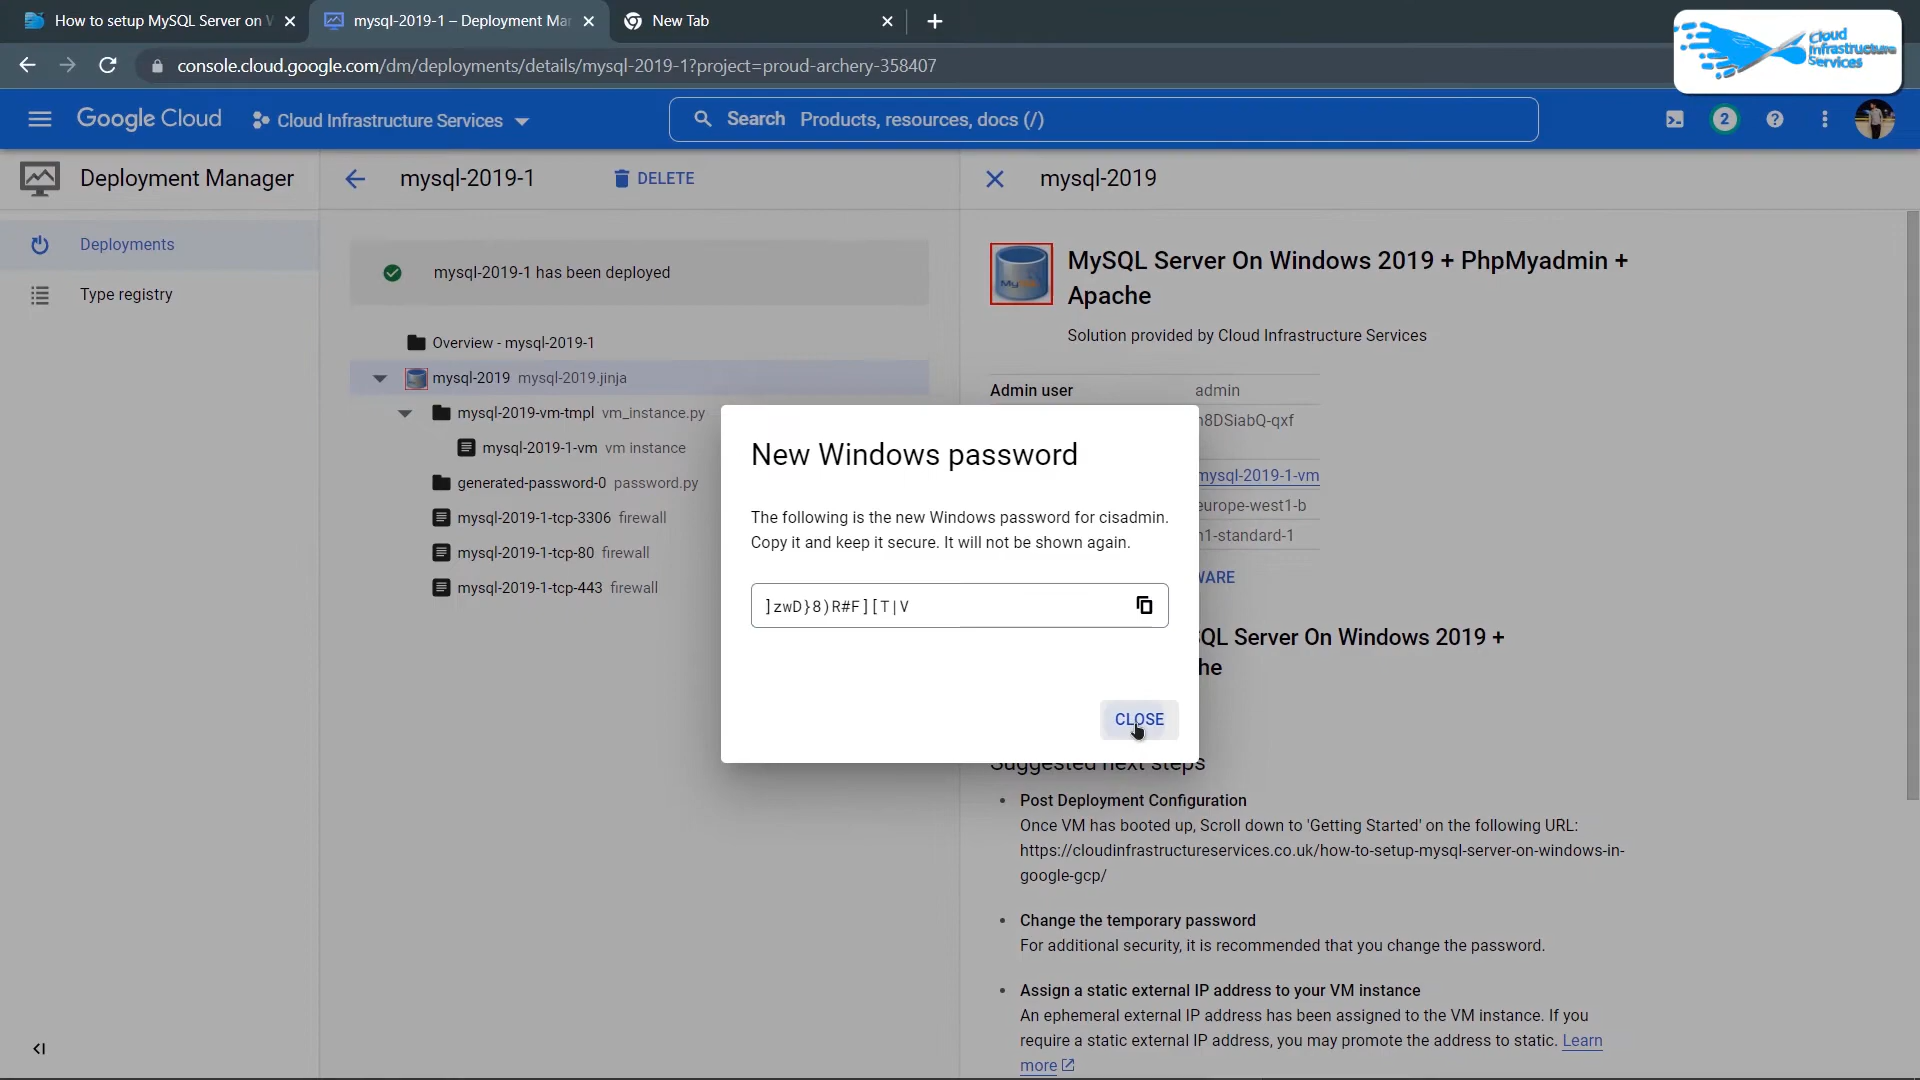 How to setup MySQL Server on W
mysql-2019-1 – Deployment Man
New Tab
console.cloud.google.com/dm/deployments/details/mysql-2019-1?project=proud-archery-358407
Cloud
Infrastructure
Services
Google Cloud
Cloud Infrastructure Services
Search Products, resources, docs (/)
2
Deployment Manager
mysql-2019-1
DELETE
mysql-2019
Deployments
Type registry
mysql-2019-1 has been deployed
Overview - mysql-2019-1
mysql-2019 mysql-2019.jinja
mysql-2019-vm-tmpl vm_instance.py
mysql-2019-1-vm vm instance
generated-password-0 password.py
mysql-2019-1-tcp-3306 firewall
mysql-2019-1-tcp-80 firewall
mysql-2019-1-tcp-443 firewall
MySQL Server On Windows 2019 + PhpMyadmin +
Apache
Solution provided by Cloud Infrastructure Services
Admin user admin
8DSiabQ-qxf
mysql-2019-1-vm
europe-west1-b
n1-standard-1
WARE
QL Server On Windows 2019 +
he
New Windows password
The following is the new Windows password for cisadmin.
Copy it and keep it secure. It will not be shown again.
]zwD}8)R#F][T|V
CLOSE
Suggested next steps
• Post Deployment Configuration
Once VM has booted up, Scroll down to 'Getting Started' on the following URL:
https://cloudinfrastructureservices.co.uk/how-to-setup-mysql-server-on-windows-in-
google-gcp/
• Change the temporary password
For additional security, it is recommended that you change the password.
• Assign a static external IP address to your VM instance
An ephemeral external IP address has been assigned to the VM instance. If you
require a static external IP address, you may promote the address to static. Learn
more